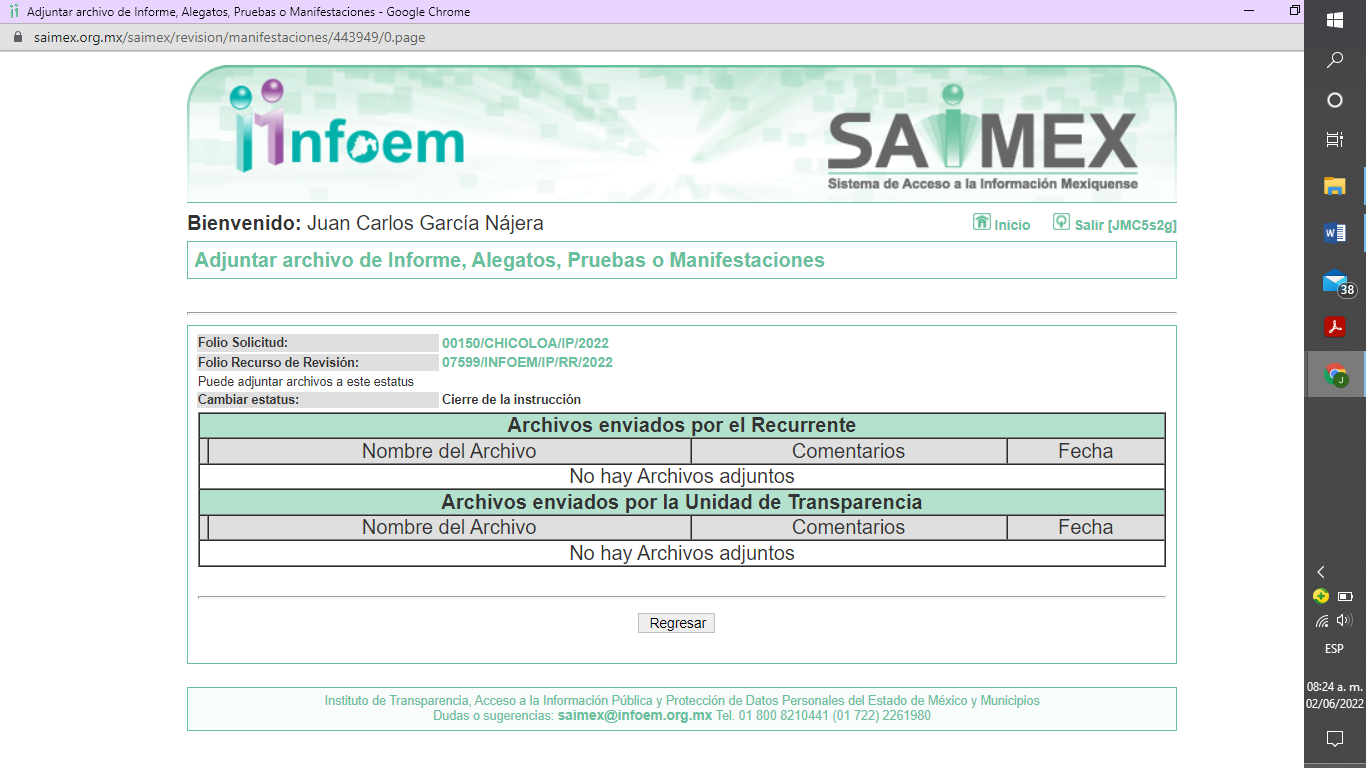 Adjuntar archivo de Informe, Alegatos, Pruebas o Manifestaciones - Google Chrome
saimex.org.mx/saimex/revision/manifestaciones/443949/0.page
infoem
SAiMEX
Sistema de Acceso a la Información Mexiquense
Bienvenido: Juan Carlos García Nájera
Inicio Salir [JMC5s2g]
Adjuntar archivo de Informe, Alegatos, Pruebas o Manifestaciones
Folio Solicitud: 00150/CHICOLOA/IP/2022
Folio Recurso de Revisión: 07599/INFOEM/IP/RR/2022
Puede adjuntar archivos a este estatus
Cambiar estatus: Cierre de la instrucción
Archivos enviados por el Recurrente
Nombre del Archivo Comentarios Fecha
No hay Archivos adjuntos
Archivos enviados por la Unidad de Transparencia
Nombre del Archivo Comentarios Fecha
No hay Archivos adjuntos
Regresar
Instituto de Transparencia, Acceso a la Información Pública y Protección de Datos Personales del Estado de México y Municipios
Dudas o sugerencias: saimex@infoem.org.mx Tel. 01 800 8210441 (01 722) 2261980
W
38
J
ESP
08:24 a. m.
02/06/2022